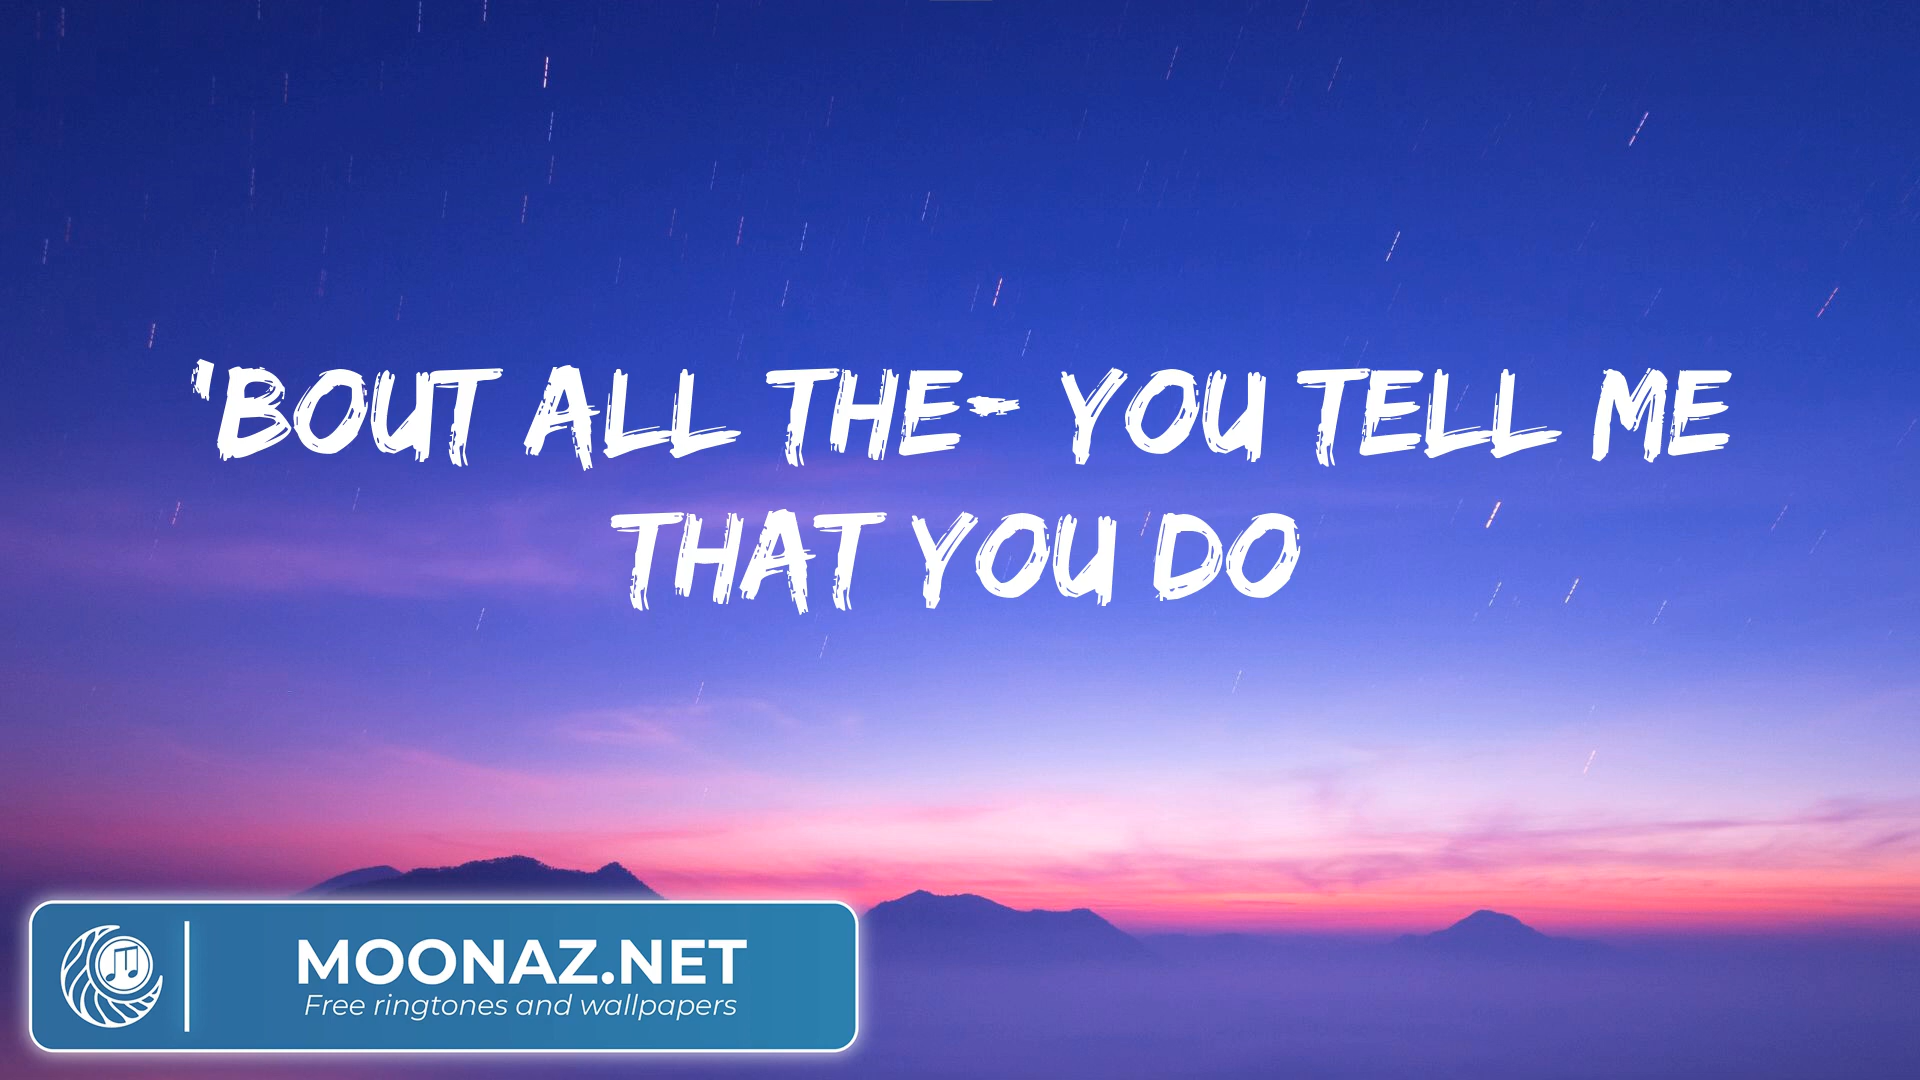 'BOUT ALL THE- YOU TELL ME
THAT YOU DO
MOONAZ.NET
Free ringtones and wallpapers